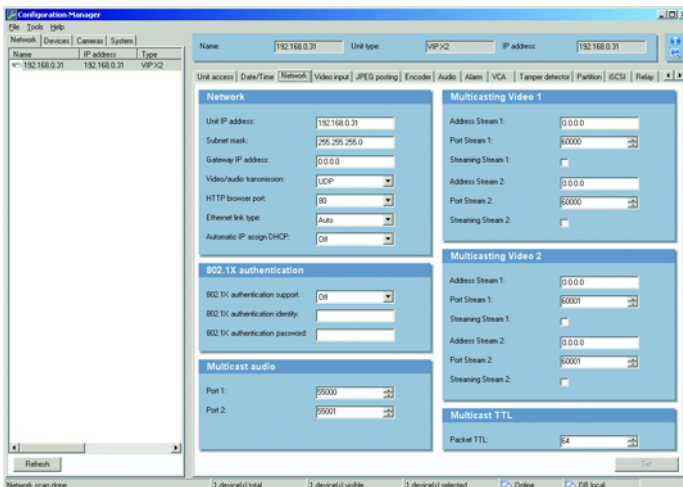 Configuration Manager
File Tools Help
Network Devices Cameras System
Name IP address Type
192.168.0.31 192.168.0.31 VIP X2
Name: 192.168.0.31 Unit type: VIP X2 IP address: 192.168.0.31
Unit access Date/Time Network Video input JPEG posting Encoder Audio Alarm VCA Tamper detector Partition iSCSI Relay
Network
Unit IP address: 192.168.0.31
Subnet mask: 255.255.255.0
Gateway IP address: 0.0.0.0
Video/audio transmission: UDP
HTTP browser port: 80
Ethernet link type: Auto
Automatic IP assign DHCP: Off
802.1X authentication
802.1X authentication support: Off
802.1X authentication identity:
802.1X authentication password:
Multicast audio
Port 1: 55000
Port 2: 55001
Multicasting Video 1
Address Stream 1: 0.0.0.0
Port Stream 1: 60000
Streaming Stream 1:
Address Stream 2: 0.0.0.0
Port Stream 2: 60000
Streaming Stream 2:
Multicasting Video 2
Address Stream 1: 0.0.0.0
Port Stream 1: 60001
Streaming Stream 1:
Address Stream 2: 0.0.0.0
Port Stream 2: 60001
Streaming Stream 2:
Multicast TTL
Packet TTL: 64
Refresh
Set
Network scan done. 1 device(s) total 1 device(s) visible 1 device(s) selected Online DB local